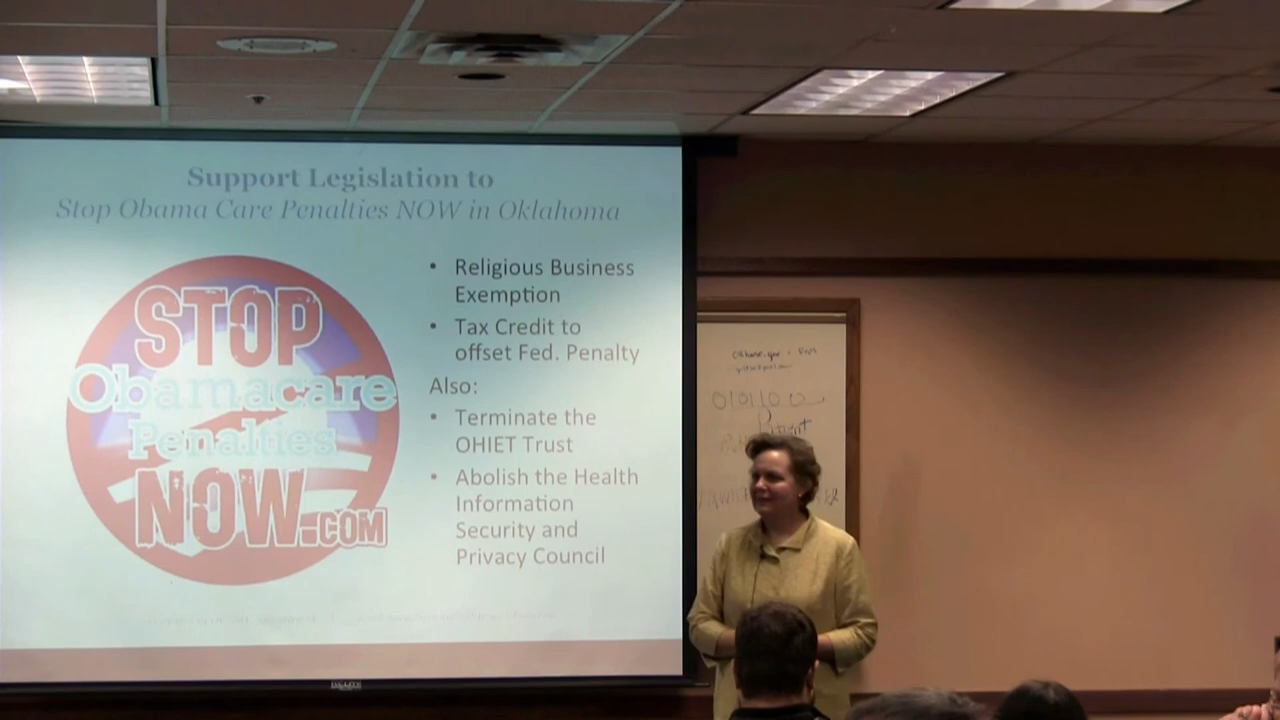 Support Legislation to
Stop Obama Care Penalties NOW in Oklahoma
STOP
Obamacare
Penalties
NOW.COM
• Religious Business
Exemption
• Tax Credit to
offset Fed. Penalty
Also:
• Terminate the
OHIET Trust
• Abolish the Health
Information
Security and
Privacy Council